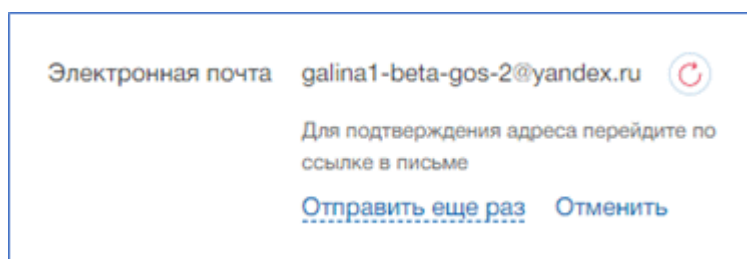 Электронная почта galina1-beta-gos-2@yandex.ru
Для подтверждения адреса перейдите по
ссылке в письме
Отправить еще раз Отменить